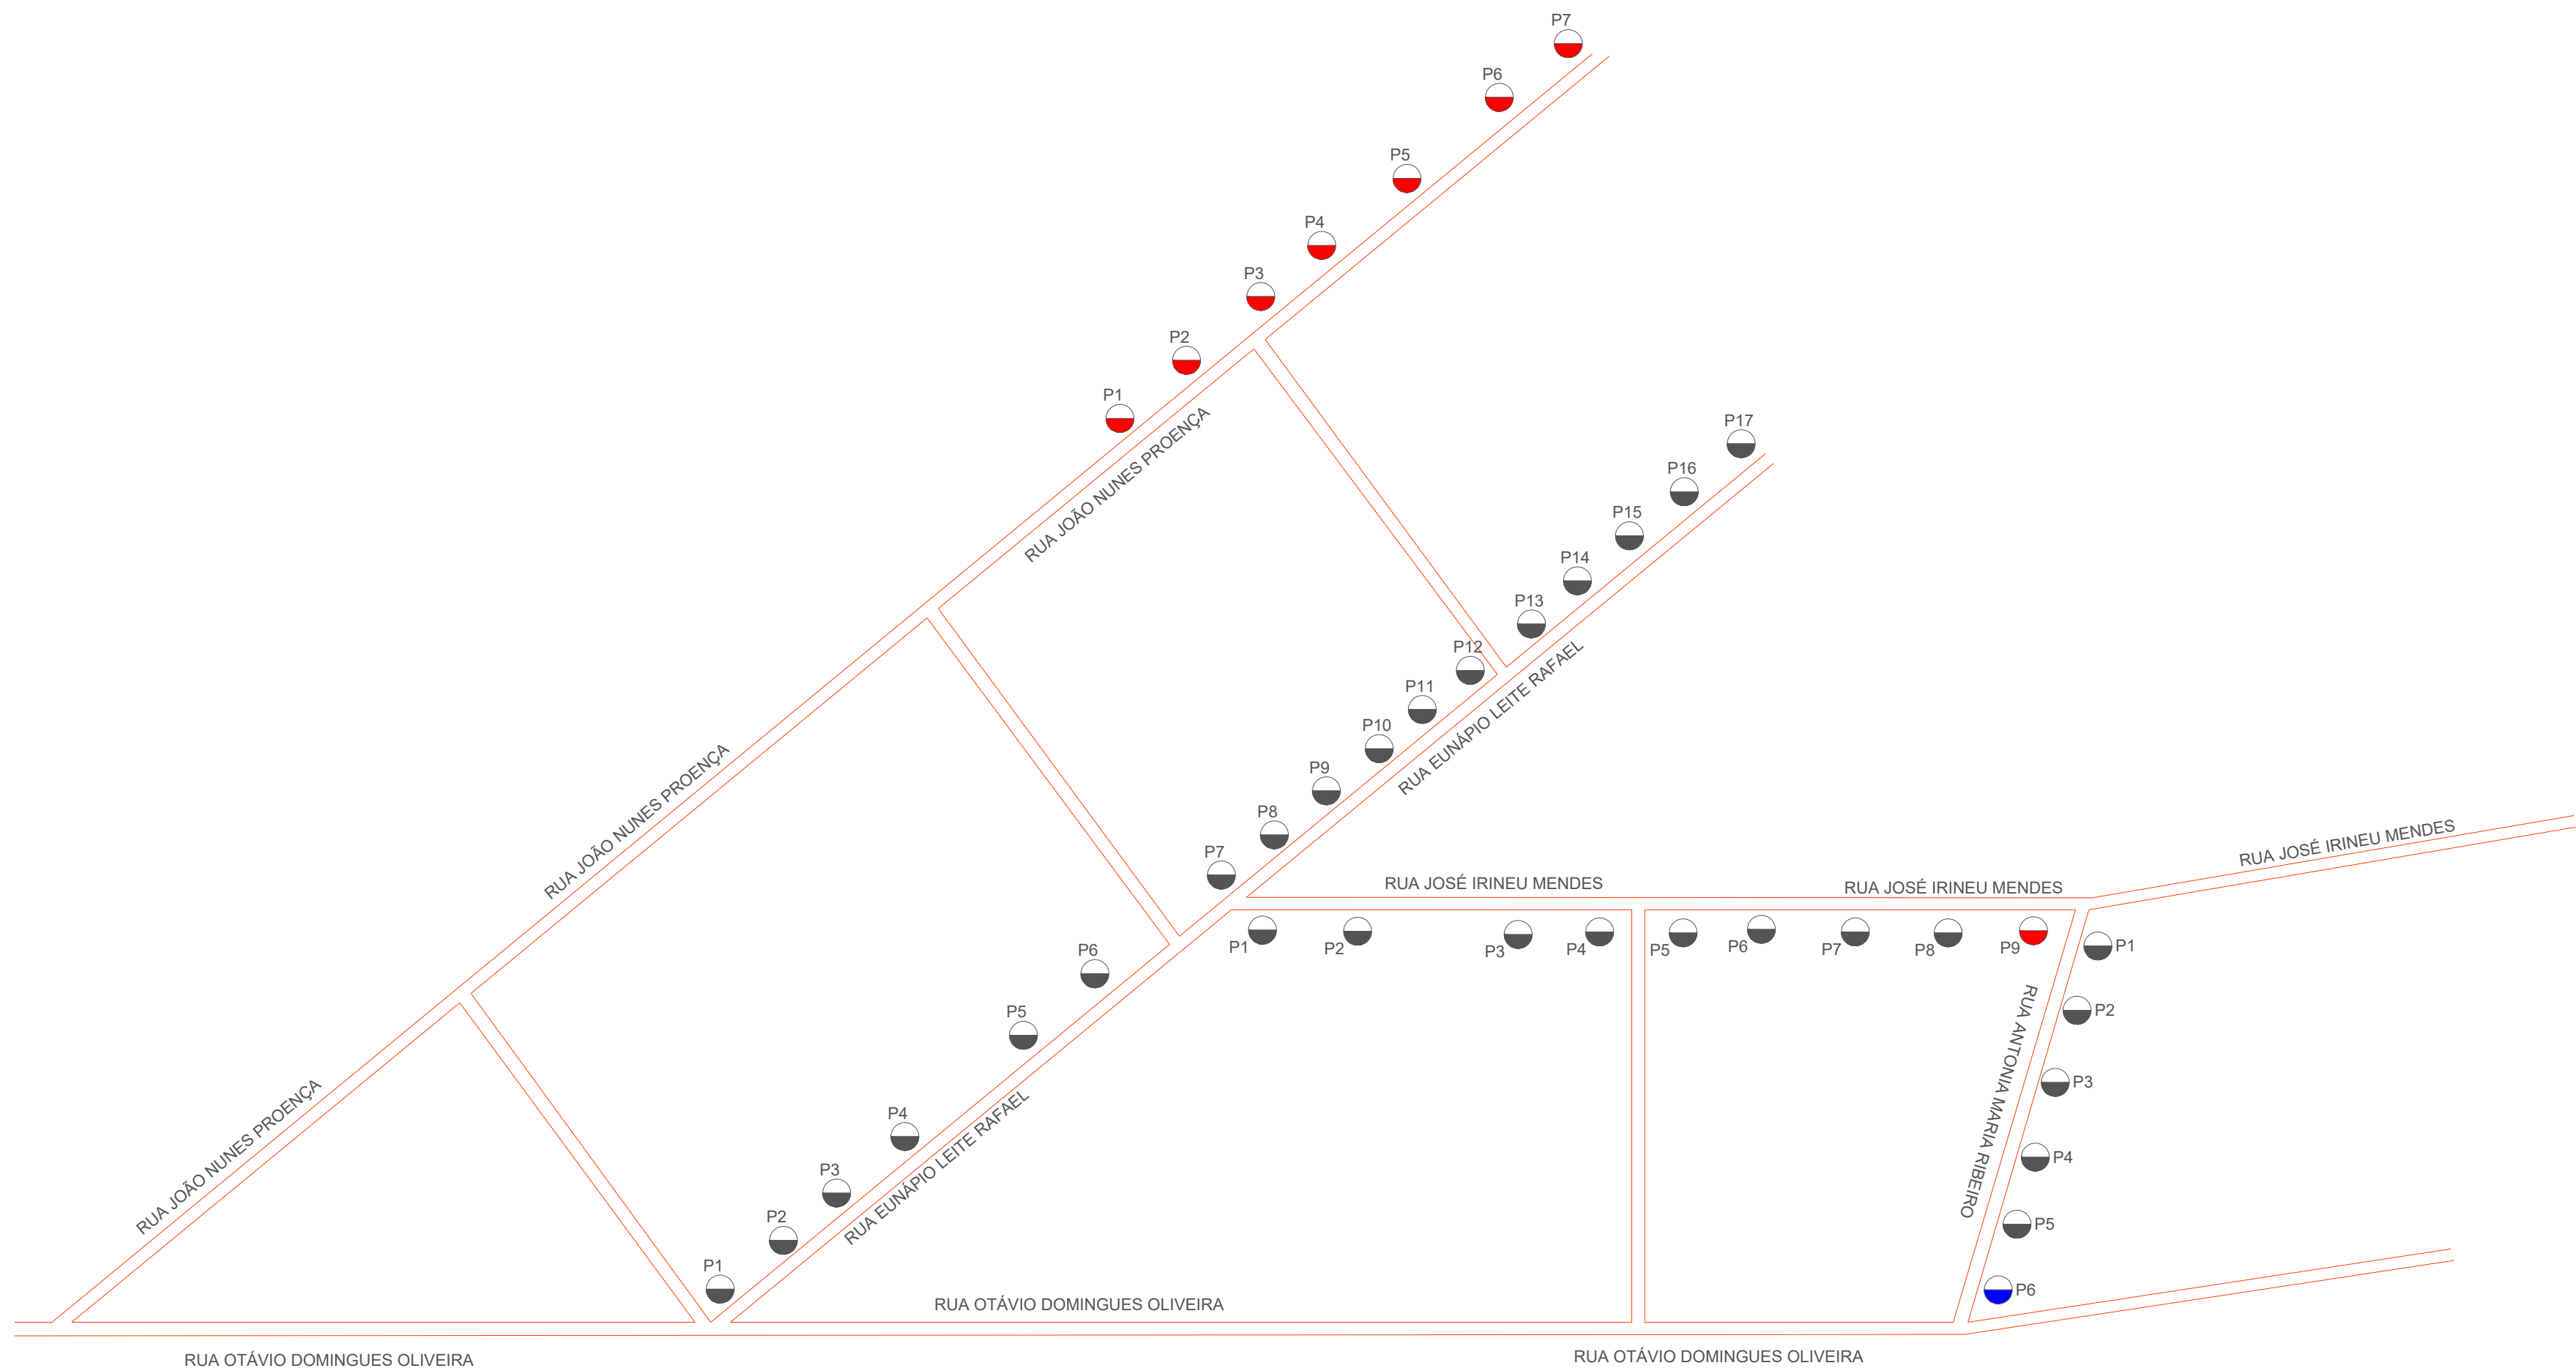 P7
P6
P5
P4
P3
P2
P1
RUA JOÃO NUNES PROENÇA
P17
P16
P15
P14
P13
P12
P11
P10
P9
P8
P7
RUA EUNÁPIO LEITE RAFAEL
RUA JOÃO NUNES PROENÇA
RUA JOSÉ IRINEU MENDES
RUA JOSÉ IRINEU MENDES
RUA JOSÉ IRINEU MENDES
P1
P2
P3
P4
P5
P6
P7
P8
P9
P1
P2
P3
P4
P5
P6
RUA ANTONIA MARIA RIBEIRO
P6
P5
P4
P3
P2
P1
RUA EUNÁPIO LEITE RAFAEL
RUA JOÃO NUNES PROENÇA
RUA OTÁVIO DOMINGUES OLIVEIRA
RUA OTÁVIO DOMINGUES OLIVEIRA
RUA OTÁVIO DOMINGUES OLIVEIRA